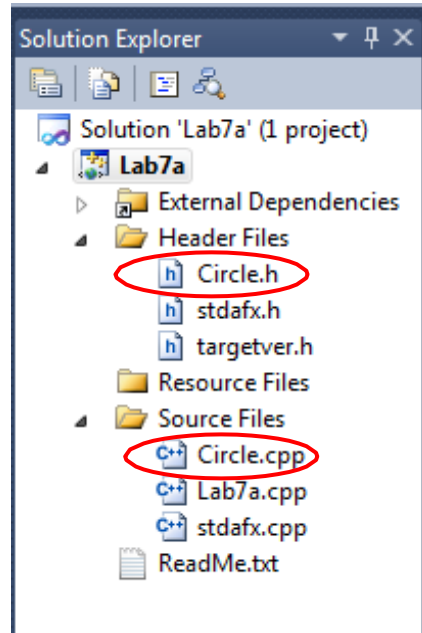 Solution Explorer
Solution 'Lab7a' (1 project)
Lab7a
External Dependencies
Header Files
h Circle.h
h stdafx.h
h targetver.h
Resource Files
Source Files
C++ Circle.cpp
C++ Lab7a.cpp
C++ stdafx.cpp
ReadMe.txt